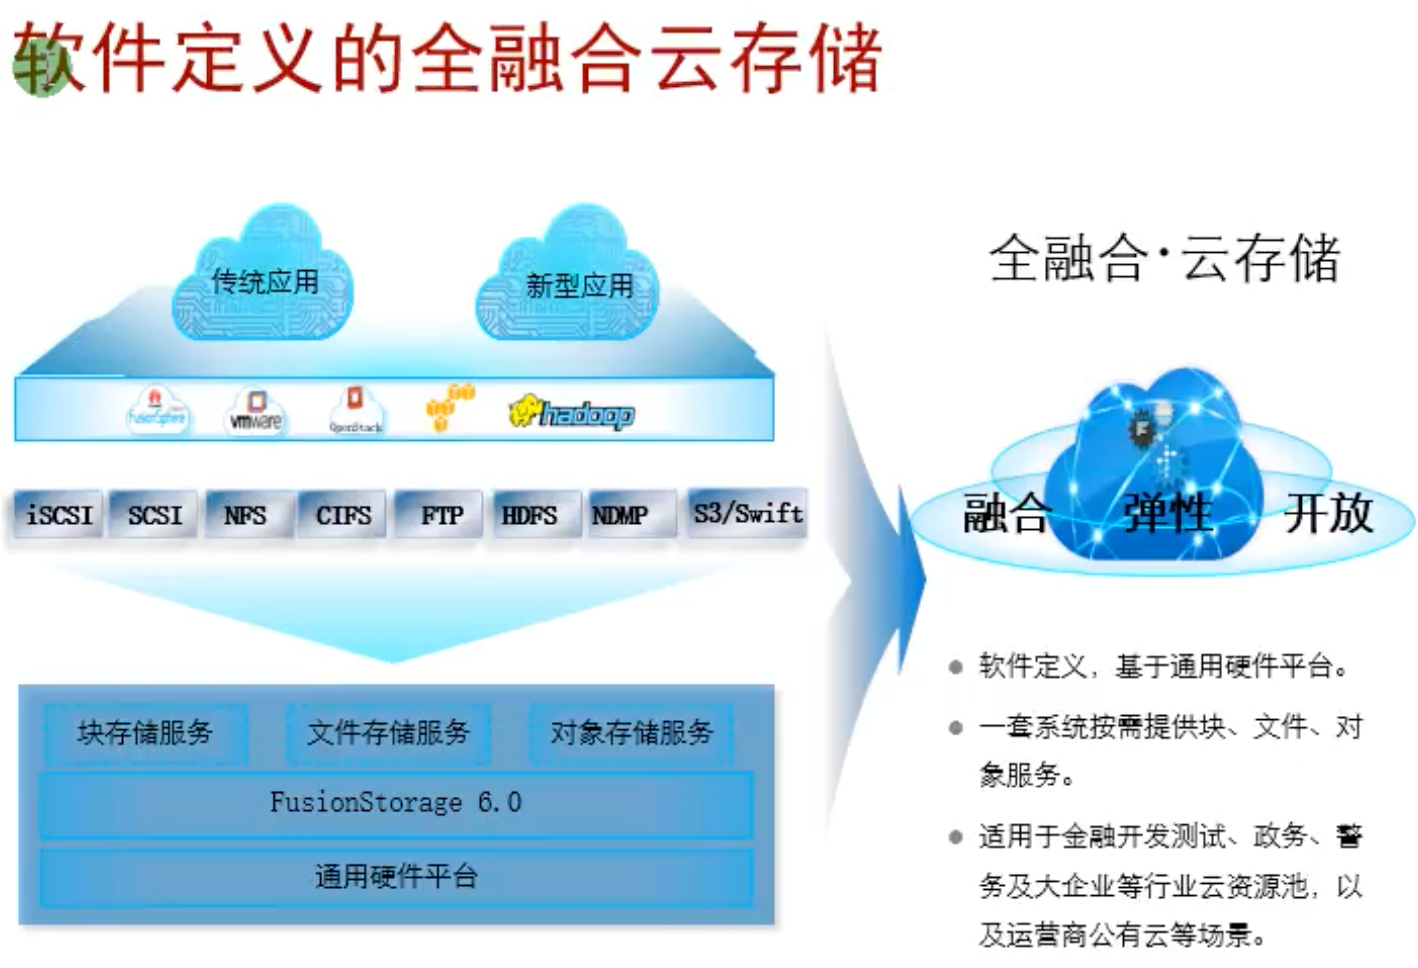 软件定义的全融合云存储
传统应用
新型应用
全融合·云存储
FusionSphere
vmware
OpenStack
hadoop
iSCSI
SCSI
NFS
CIFS
FTP
HDFS
NDMP
S3/Swift
融合
弹性
开放
块存储服务
文件存储服务
对象存储服务
FusionStorage 6.0
通用硬件平台
软件定义，基于通用硬件平台。
一套系统按需提供块、文件、对
象服务。
适用于金融开发测试、政务、警
务及大企业等行业云资源池，以
及运营商公有云等场景。